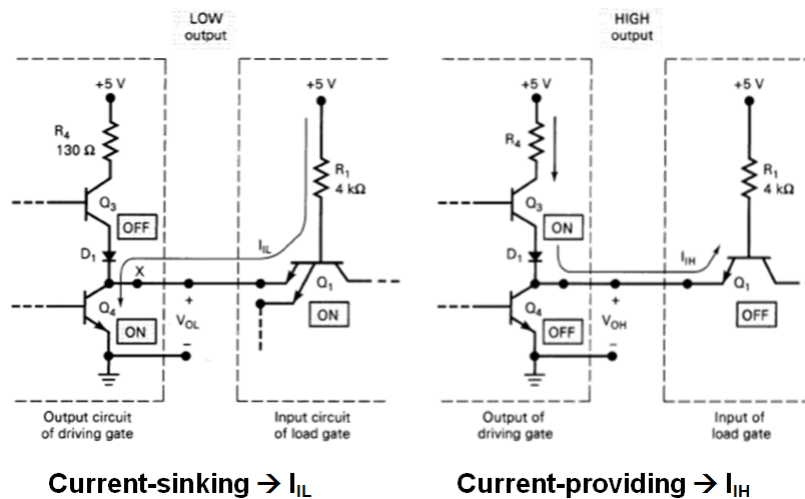 LOW
output
+5 V
R4
130 Ω
Q3
OFF
D1
X
Q4
ON
+
VOL
–
+5 V
R1
4 kΩ
IIL
Q1
ON
Output circuit
of driving gate
Input circuit
of load gate
Current-sinking → IIL
HIGH
output
+5 V
R4
Q3
ON
D1
Q4
OFF
+
VOH
–
+5 V
R1
4 kΩ
IIH
Q1
OFF
Output of
driving gate
Input of
load gate
Current-providing → IIH